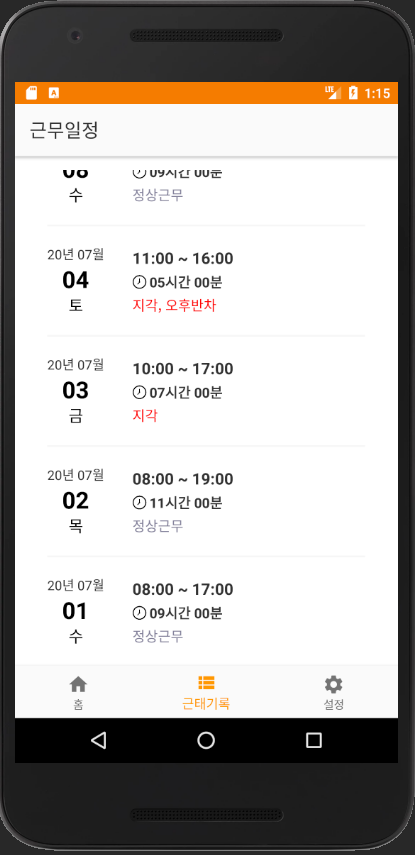 LTE 1:15
근무일정
08 09시간 00분
수 정상근무
20년 07월 11:00 ~ 16:00
04 05시간 00분
토 지각, 오후반차
20년 07월 10:00 ~ 17:00
03 07시간 00분
금 지각
20년 07월 08:00 ~ 19:00
02 11시간 00분
목 정상근무
20년 07월 08:00 ~ 17:00
01 09시간 00분
수 정상근무
홈 근태기록 설정